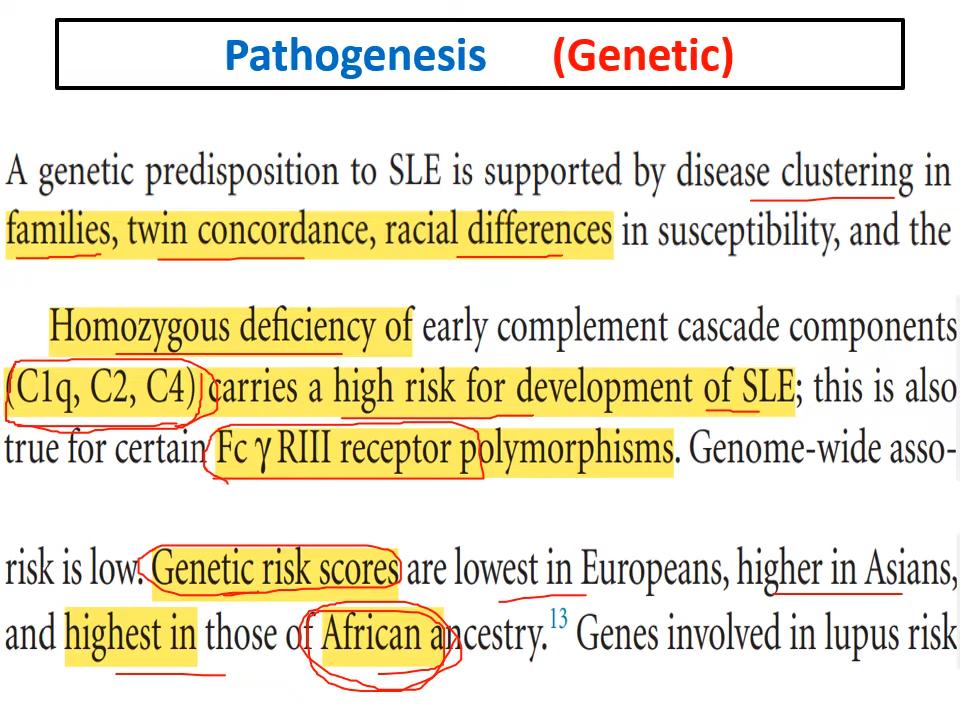 Pathogenesis (Genetic)
A genetic predisposition to SLE is supported by disease clustering in
families, twin concordance, racial differences in susceptibility, and the
Homozygous deficiency of early complement cascade components
(C1q, C2, C4) carries a high risk for development of SLE; this is also
true for certain Fc γ RIII receptor polymorphisms. Genome-wide asso-
risk is low. Genetic risk scores are lowest in Europeans, higher in Asians,
and highest in those of African ancestry.13 Genes involved in lupus risk